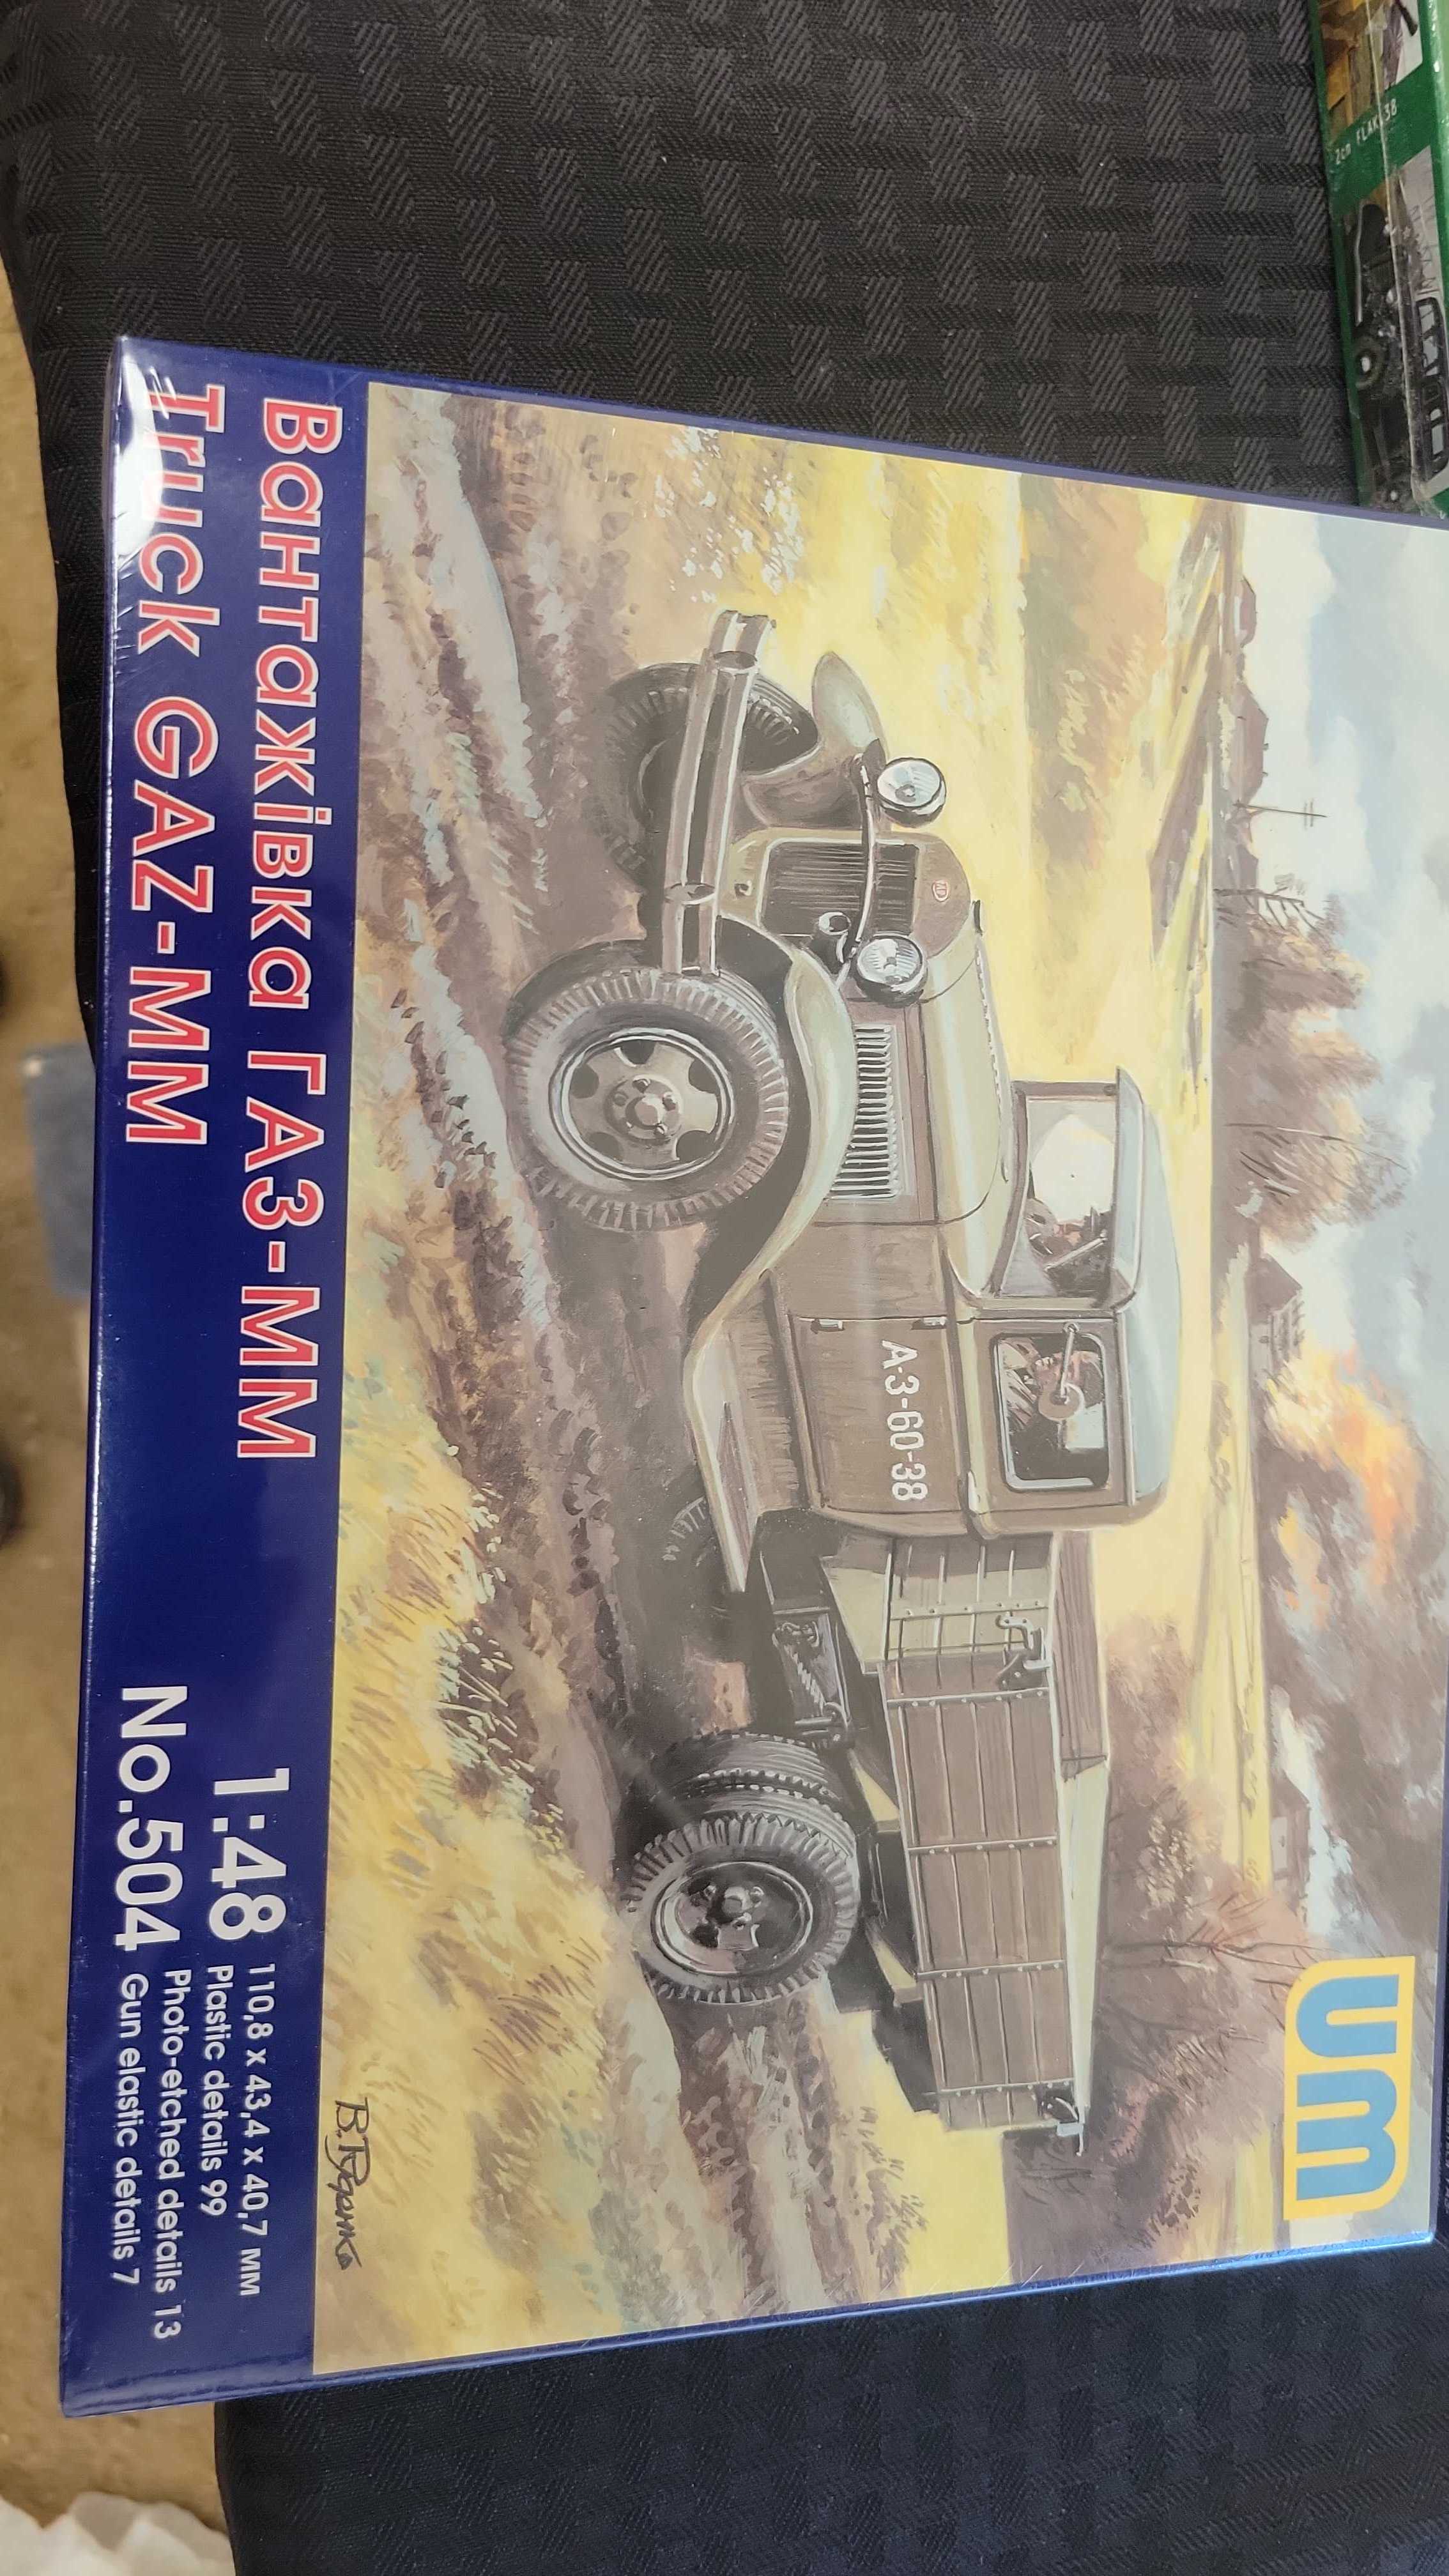 um
A-3-60-38
Вантажівка ГАЗ-ММ
Truck GAZ-MM
1:48
No.504
110,8 x 43,4 x 40,7 мм
Plastic details 99
Photo-etched details 13
Gun elastic details 7
2cm FLAK 38